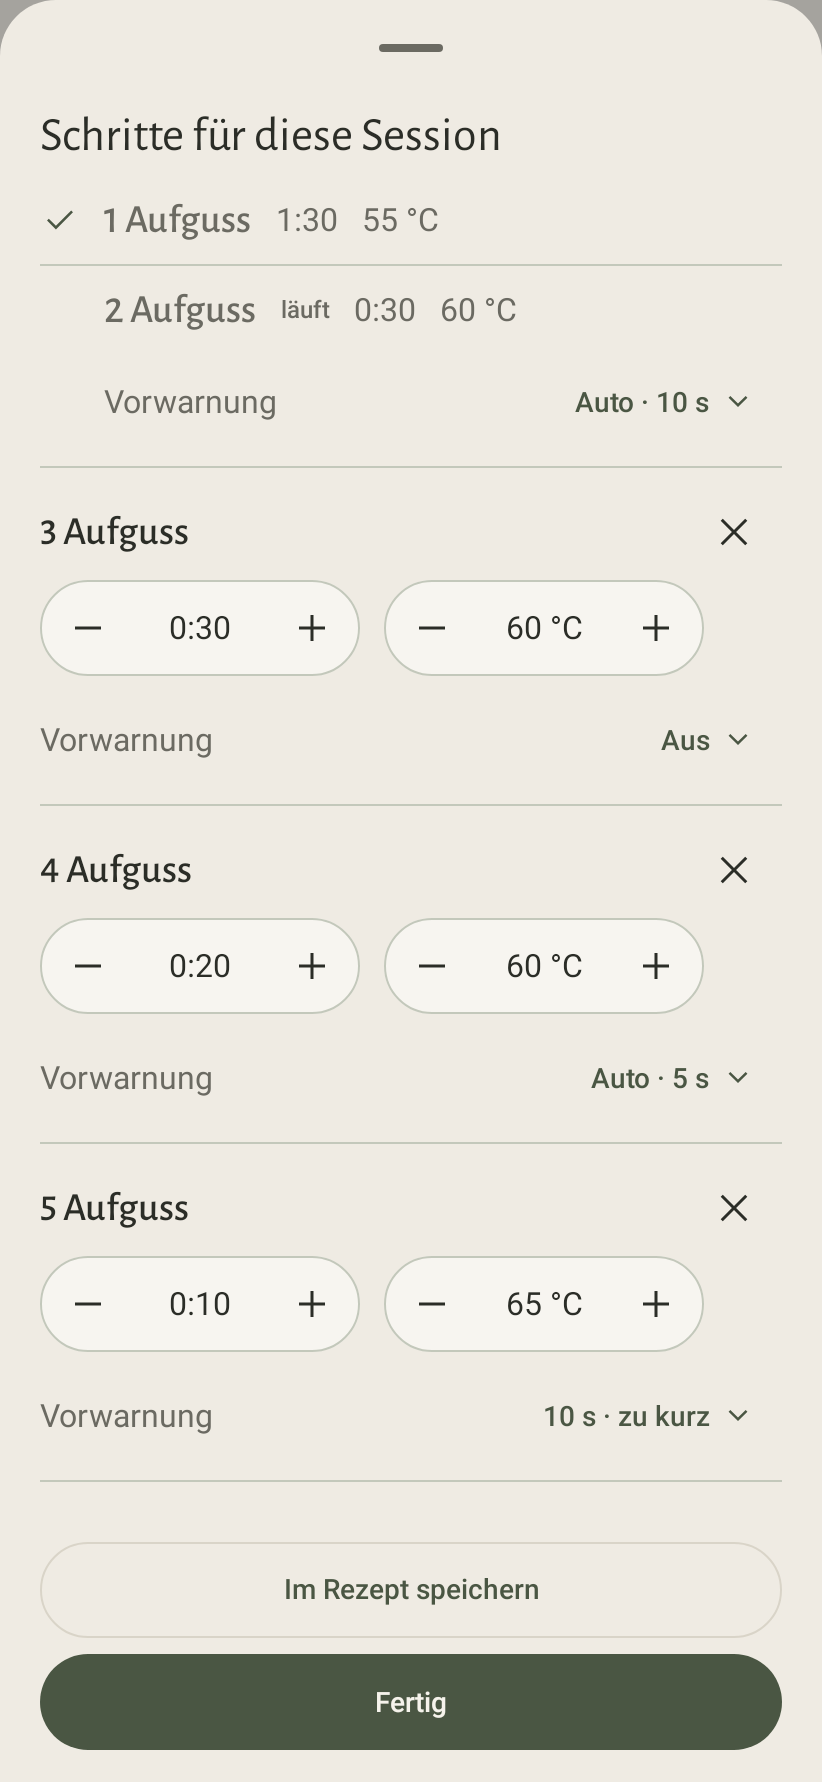 Schritte für diese Session
1 Aufguss 1:30 55 °C
2 Aufguss läuft 0:30 60 °C
Vorwarnung Auto · 10 s
3 Aufguss
0:30 60 °C
Vorwarnung Aus
4 Aufguss
0:20 60 °C
Vorwarnung Auto · 5 s
5 Aufguss
0:10 65 °C
Vorwarnung 10 s · zu kurz
Im Rezept speichern
Fertig